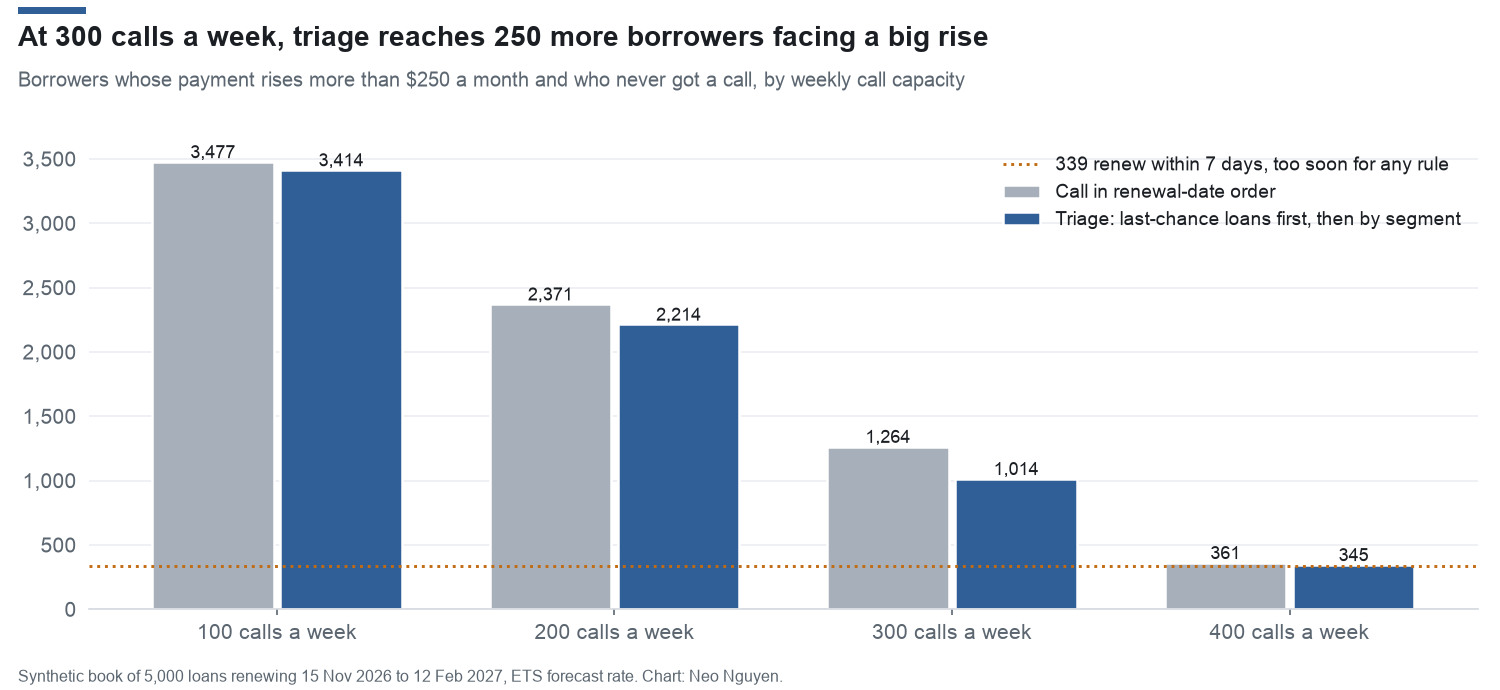 At 300 calls a week, triage reaches 250 more borrowers facing a big rise
Borrowers whose payment rises more than $250 a month and who never got a call, by weekly call capacity
339 renew within 7 days, too soon for any rule
Call in renewal-date order
Triage: last-chance loans first, then by segment
3,500
3,000
2,500
2,000
1,500
1,000
500
0
3,477
3,414
2,371
2,214
1,264
1,014
361
345
100 calls a week
200 calls a week
300 calls a week
400 calls a week
Synthetic book of 5,000 loans renewing 15 Nov 2026 to 12 Feb 2027, ETS forecast rate. Chart: Neo Nguyen.